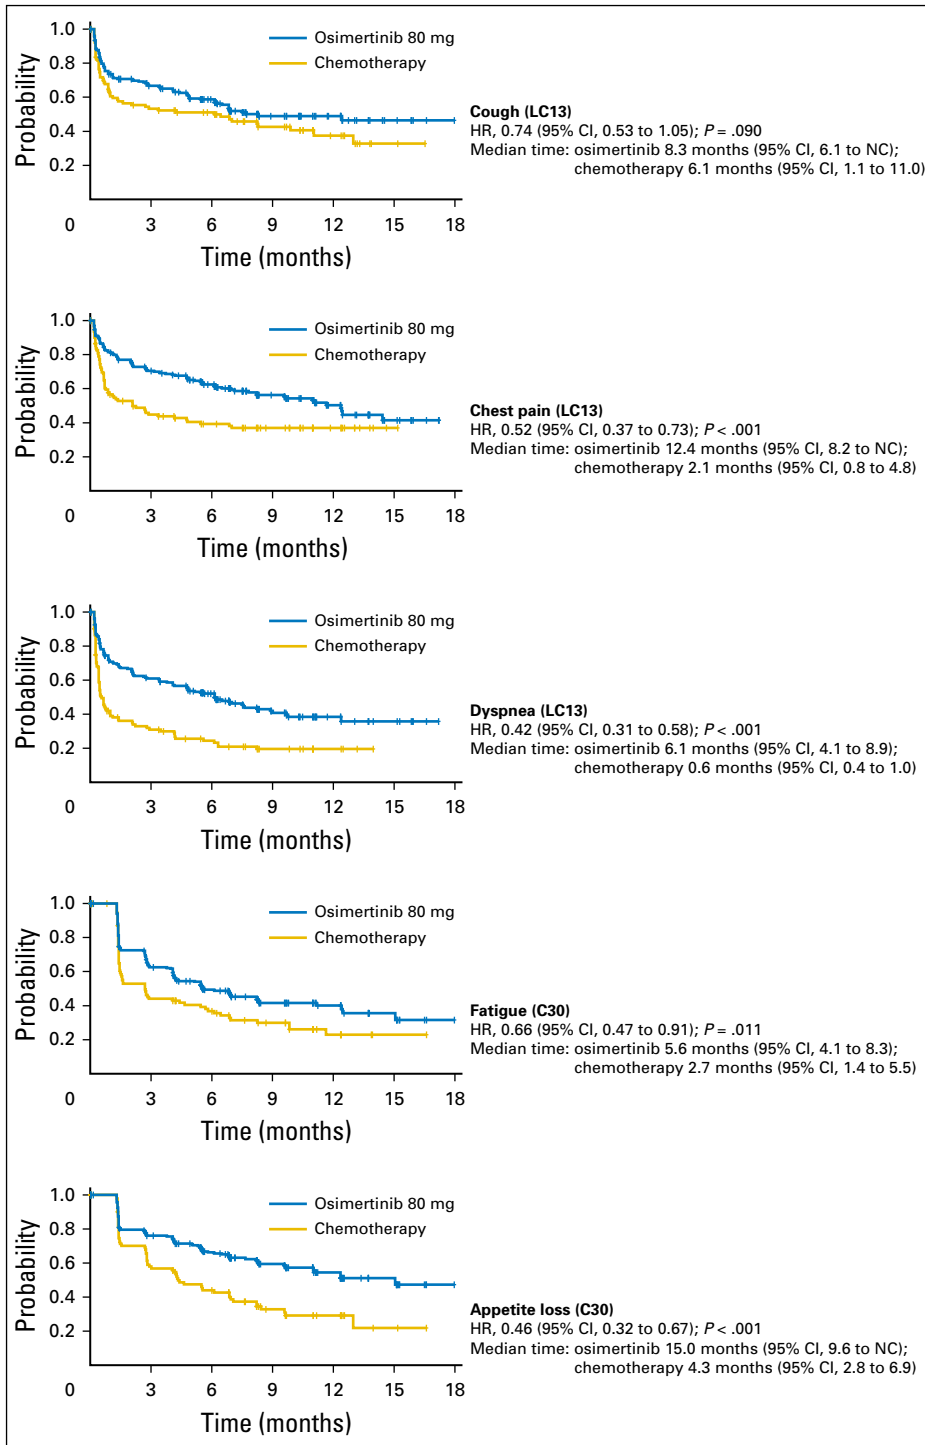 1.0
0.8
0.6
0.4
0.2
Probability
Osimertinib 80 mg
Chemotherapy
0 3 6 9 12 15 18
Time (months)
Cough (LC13)
HR, 0.74 (95% CI, 0.53 to 1.05); P = .090
Median time: osimertinib 8.3 months (95% CI, 6.1 to NC);
chemotherapy 6.1 months (95% CI, 1.1 to 11.0)
1.0
0.8
0.6
0.4
0.2
Probability
Osimertinib 80 mg
Chemotherapy
0 3 6 9 12 15 18
Time (months)
Chest pain (LC13)
HR, 0.52 (95% CI, 0.37 to 0.73); P < .001
Median time: osimertinib 12.4 months (95% CI, 8.2 to NC);
chemotherapy 2.1 months (95% CI, 0.8 to 4.8)
1.0
0.8
0.6
0.4
0.2
Probability
Osimertinib 80 mg
Chemotherapy
0 3 6 9 12 15 18
Time (months)
Dyspnea (LC13)
HR, 0.42 (95% CI, 0.31 to 0.58); P < .001
Median time: osimertinib 6.1 months (95% CI, 4.1 to 8.9);
chemotherapy 0.6 months (95% CI, 0.4 to 1.0)
1.0
0.8
0.6
0.4
0.2
Probability
Osimertinib 80 mg
Chemotherapy
0 3 6 9 12 15 18
Time (months)
Fatigue (C30)
HR, 0.66 (95% CI, 0.47 to 0.91); P = .011
Median time: osimertinib 5.6 months (95% CI, 4.1 to 8.3);
chemotherapy 2.7 months (95% CI, 1.4 to 5.5)
1.0
0.8
0.6
0.4
0.2
Probability
Osimertinib 80 mg
Chemotherapy
0 3 6 9 12 15 18
Time (months)
Appetite loss (C30)
HR, 0.46 (95% CI, 0.32 to 0.67); P < .001
Median time: osimertinib 15.0 months (95% CI, 9.6 to NC);
chemotherapy 4.3 months (95% CI, 2.8 to 6.9)